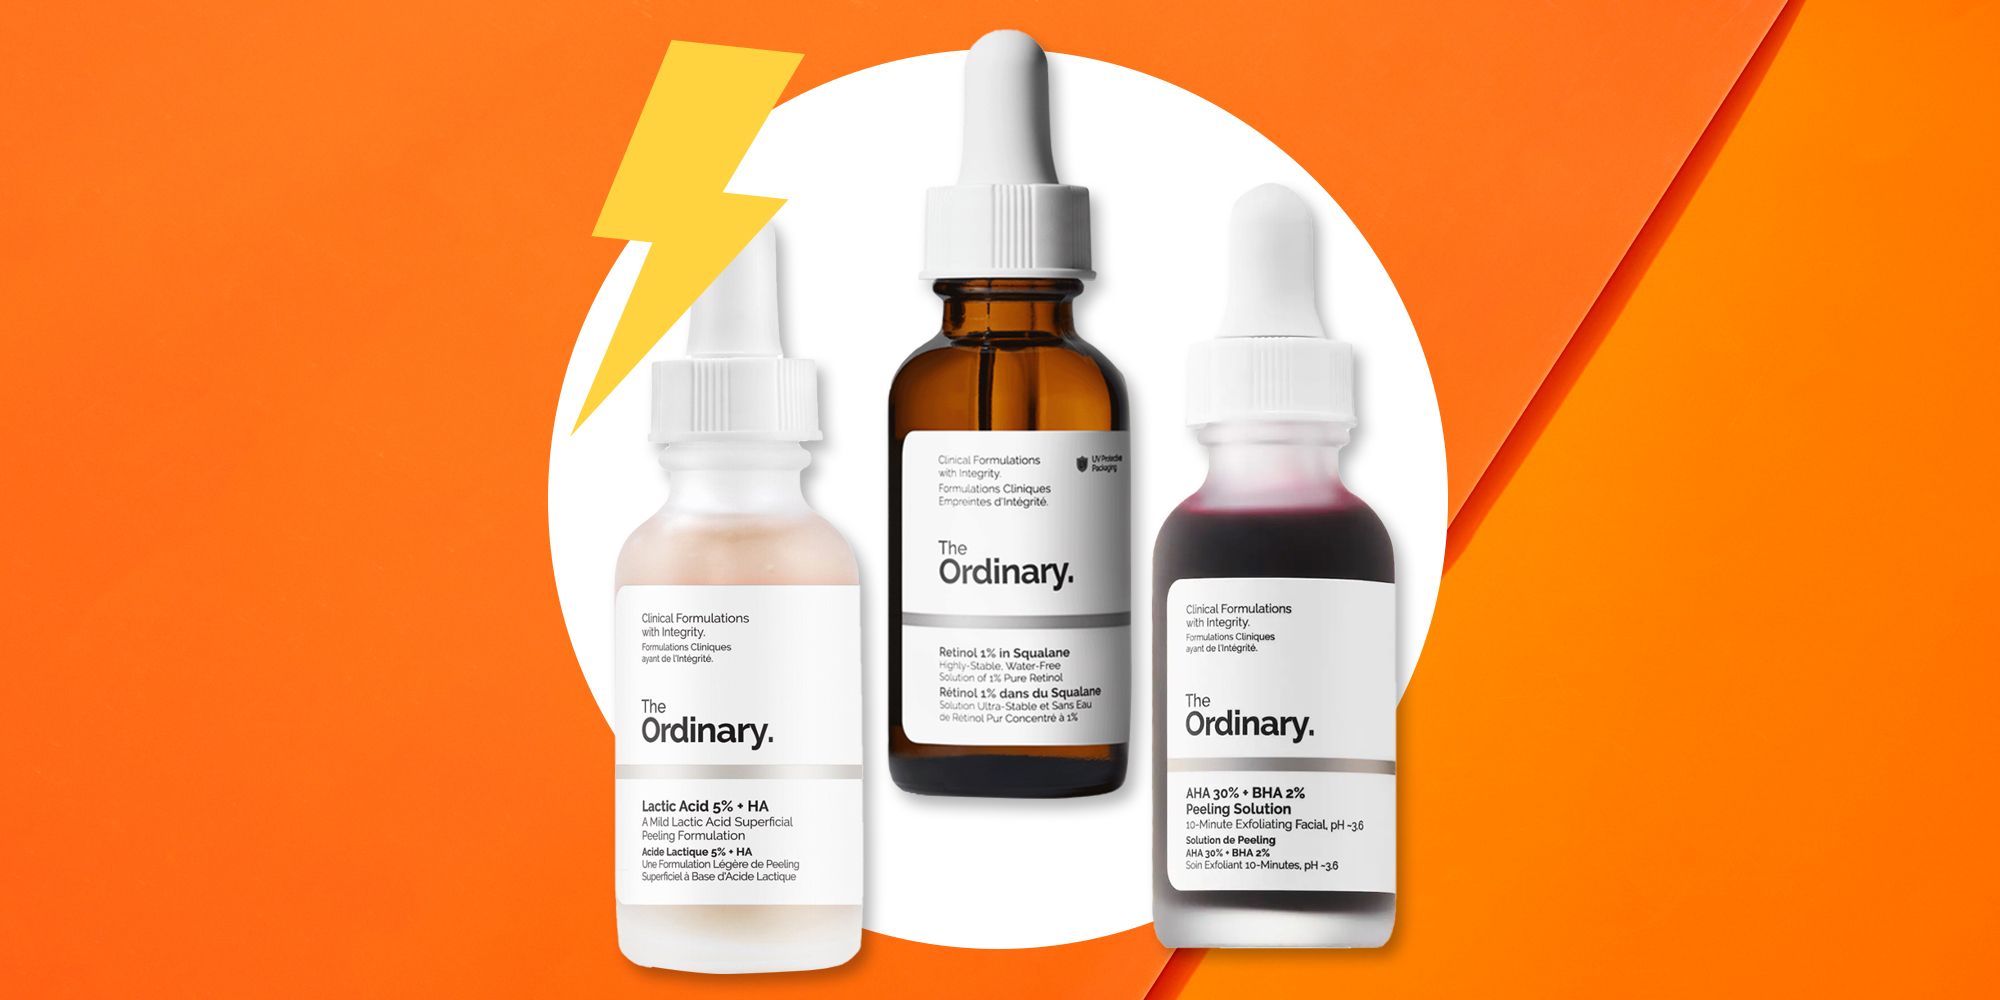 Clinical Formulations
with Integrity.
Formulations Cliniques
ayant de l'Intégrité.
The
Ordinary.
Lactic Acid 5% + HA
A Mild Lactic Acid Superficial
Peeling Formulation
Acide Lactique 5% + HA
Une Formulation Légère de Peeling
Superficiel à Base d'Acide Lactique
Clinical Formulations
with Integrity.
Formulations Cliniques
Empreintes d'Intégrité.
UV Protective
Packaging
The
Ordinary.
Retinol 1% in Squalane
Highly-Stable, Water-Free
Solution of 1% Pure Retinol
Rétinol 1% dans du Squalane
Solution Ultra-Stable et Sans Eau
de Rétinol Pur Concentré à 1%
Clinical Formulations
with Integrity.
Formulations Cliniques
ayant de l'Intégrité.
The
Ordinary.
AHA 30% + BHA 2%
Peeling Solution
10-Minute Exfoliating Facial, pH ~3.6
Solution de Peeling
AHA 30% + BHA 2%
Soin Exfoliant 10-Minutes, pH ~3.6